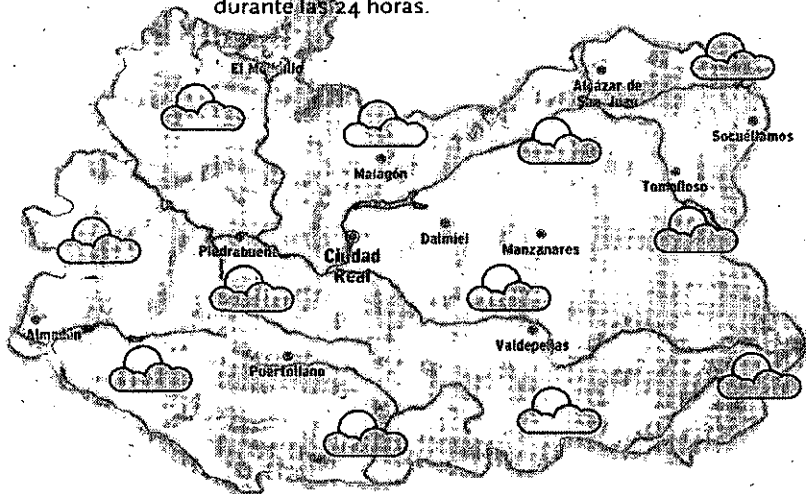 durante las 24 horas.
El
Alcázar de
San Juan
Socuéllamos
Malagón
Tomelloso
Piedrabuena
Ciudad
Real
Daimiel
Manzanares
Almadén
Valdepeñas
Puertollano